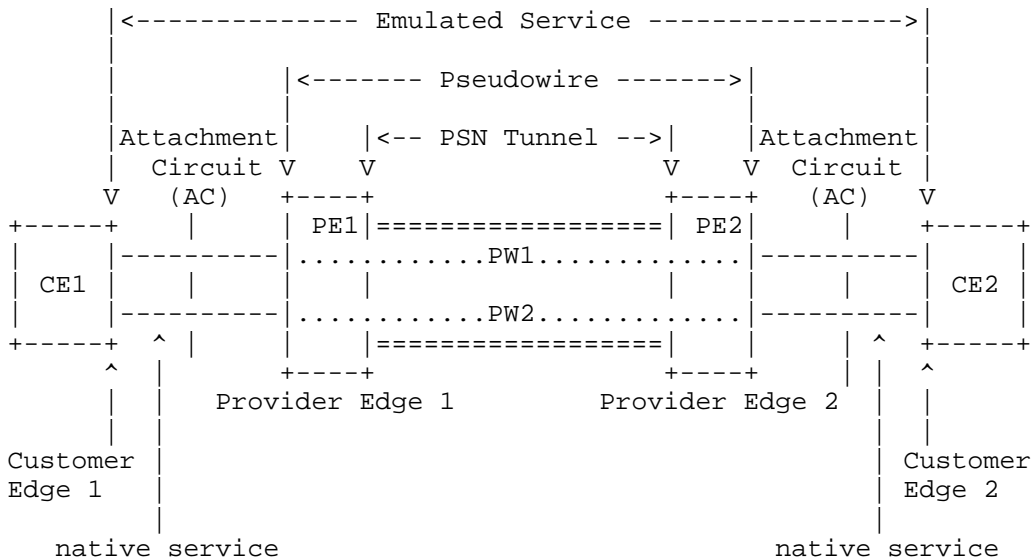 |<-------------- Emulated Service ---------------->|
|<------- Pseudowire ------->|
|Attachment| |<-- PSN Tunnel -->| |Attachment|
Circuit V V V V Circuit
V (AC) +----+ +----+ (AC) V
+-----+ | | PE1|==================| PE2| | +-----+
| |----------|............PW1.............|----------| |
| CE1 | | | | | | | | CE2 |
| |----------|............PW2.............|----------| |
+-----+ ^ | | |==================| | | ^ +-----+
^ | +----+ +----+ | | ^
| | Provider Edge 1 Provider Edge 2 | |
Customer | | Customer
Edge 1 | | Edge 2
native service native service